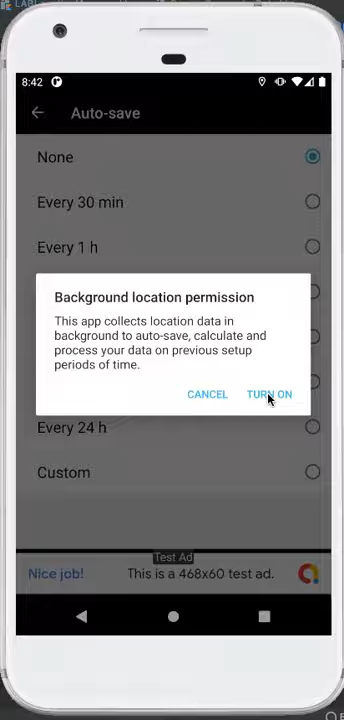 8:42
Auto-save
None
Every 30 min
Every 1 h
Background location permission
This app collects location data in
background to auto-save, calculate and
process your data on previous setup
periods of time.
CANCEL
TURN ON
Every 24 h
Custom
Test Ad
Nice job!
This is a 468x60 test ad.